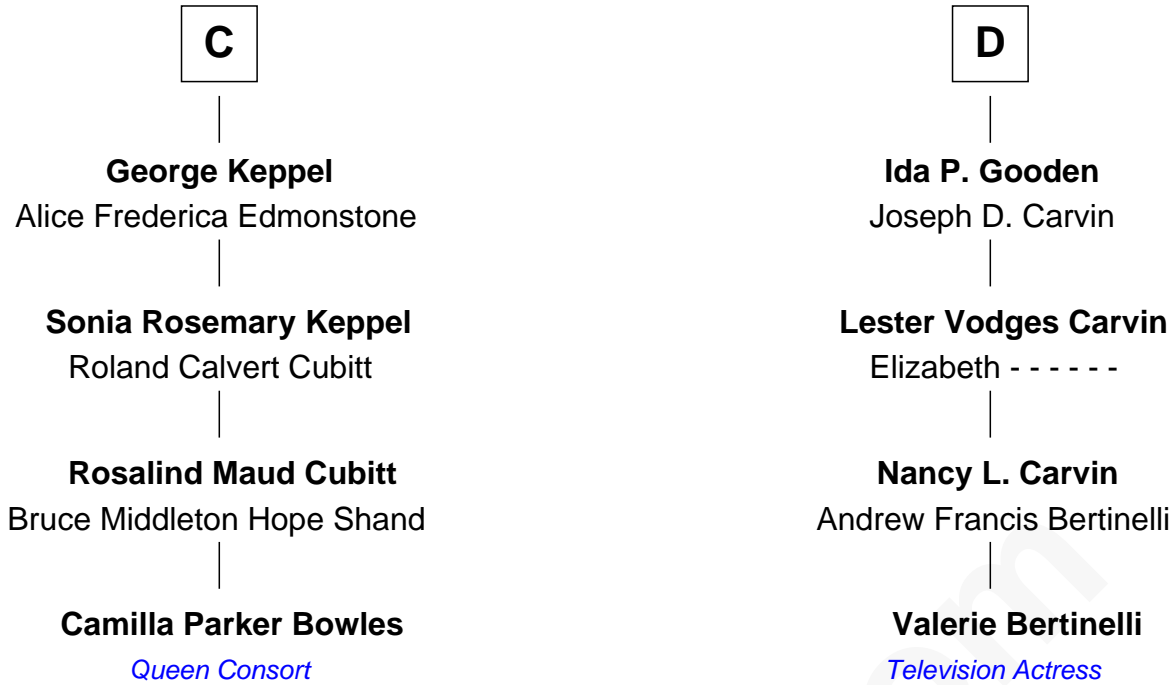 C
George Keppel
Alice Frederica Edmonstone
Sonia Rosemary Keppel
Roland Calvert Cubitt
Rosalind Maud Cubitt
Bruce Middleton Hope Shand
Camilla Parker Bowles
Queen Consort
D
Ida P. Gooden
Joseph D. Carvin
Lester Vodges Carvin
Elizabeth - - - - - -
Nancy L. Carvin
Andrew Francis Bertinelli
Valerie Bertinelli
Television Actress